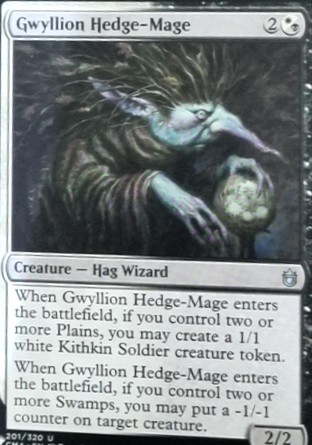 Gwyllion Hedge-Mage 2
Creature — Hag Wizard
When Gwyllion Hedge-Mage enters
the battlefield, if you control two or
more Plains, you may create a 1/1
white Kithkin Soldier creature token.
When Gwyllion Hedge-Mage enters
the battlefield, if you control two or
more Swamps, you may put a -1/-1
counter on target creature.
201/320 U
2/2